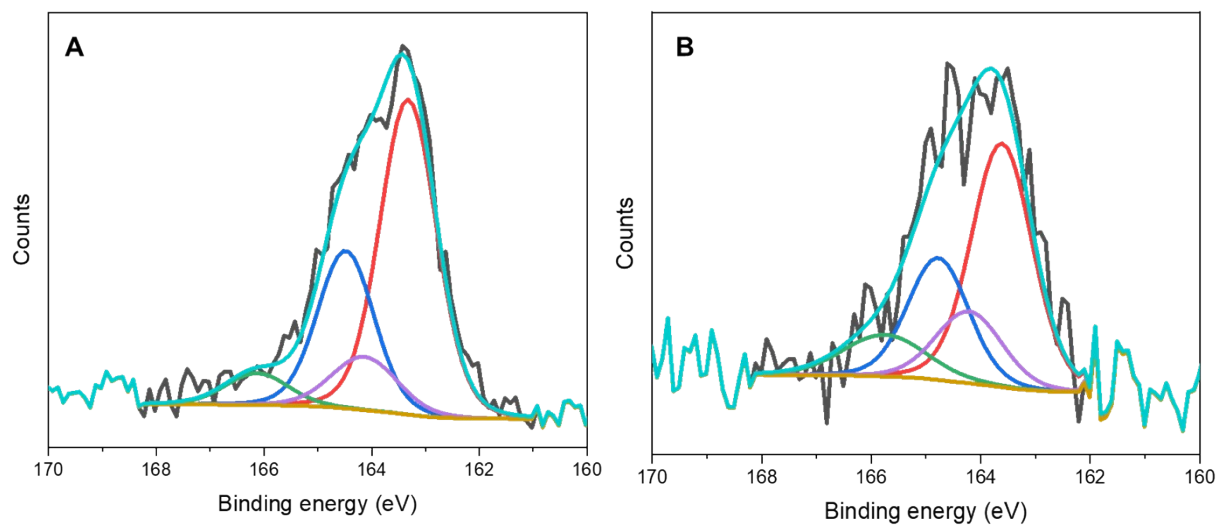 A
Counts
170 168 166 164 162 160
Binding energy (eV)
B
Counts
170 168 166 164 162 160
Binding energy (eV)